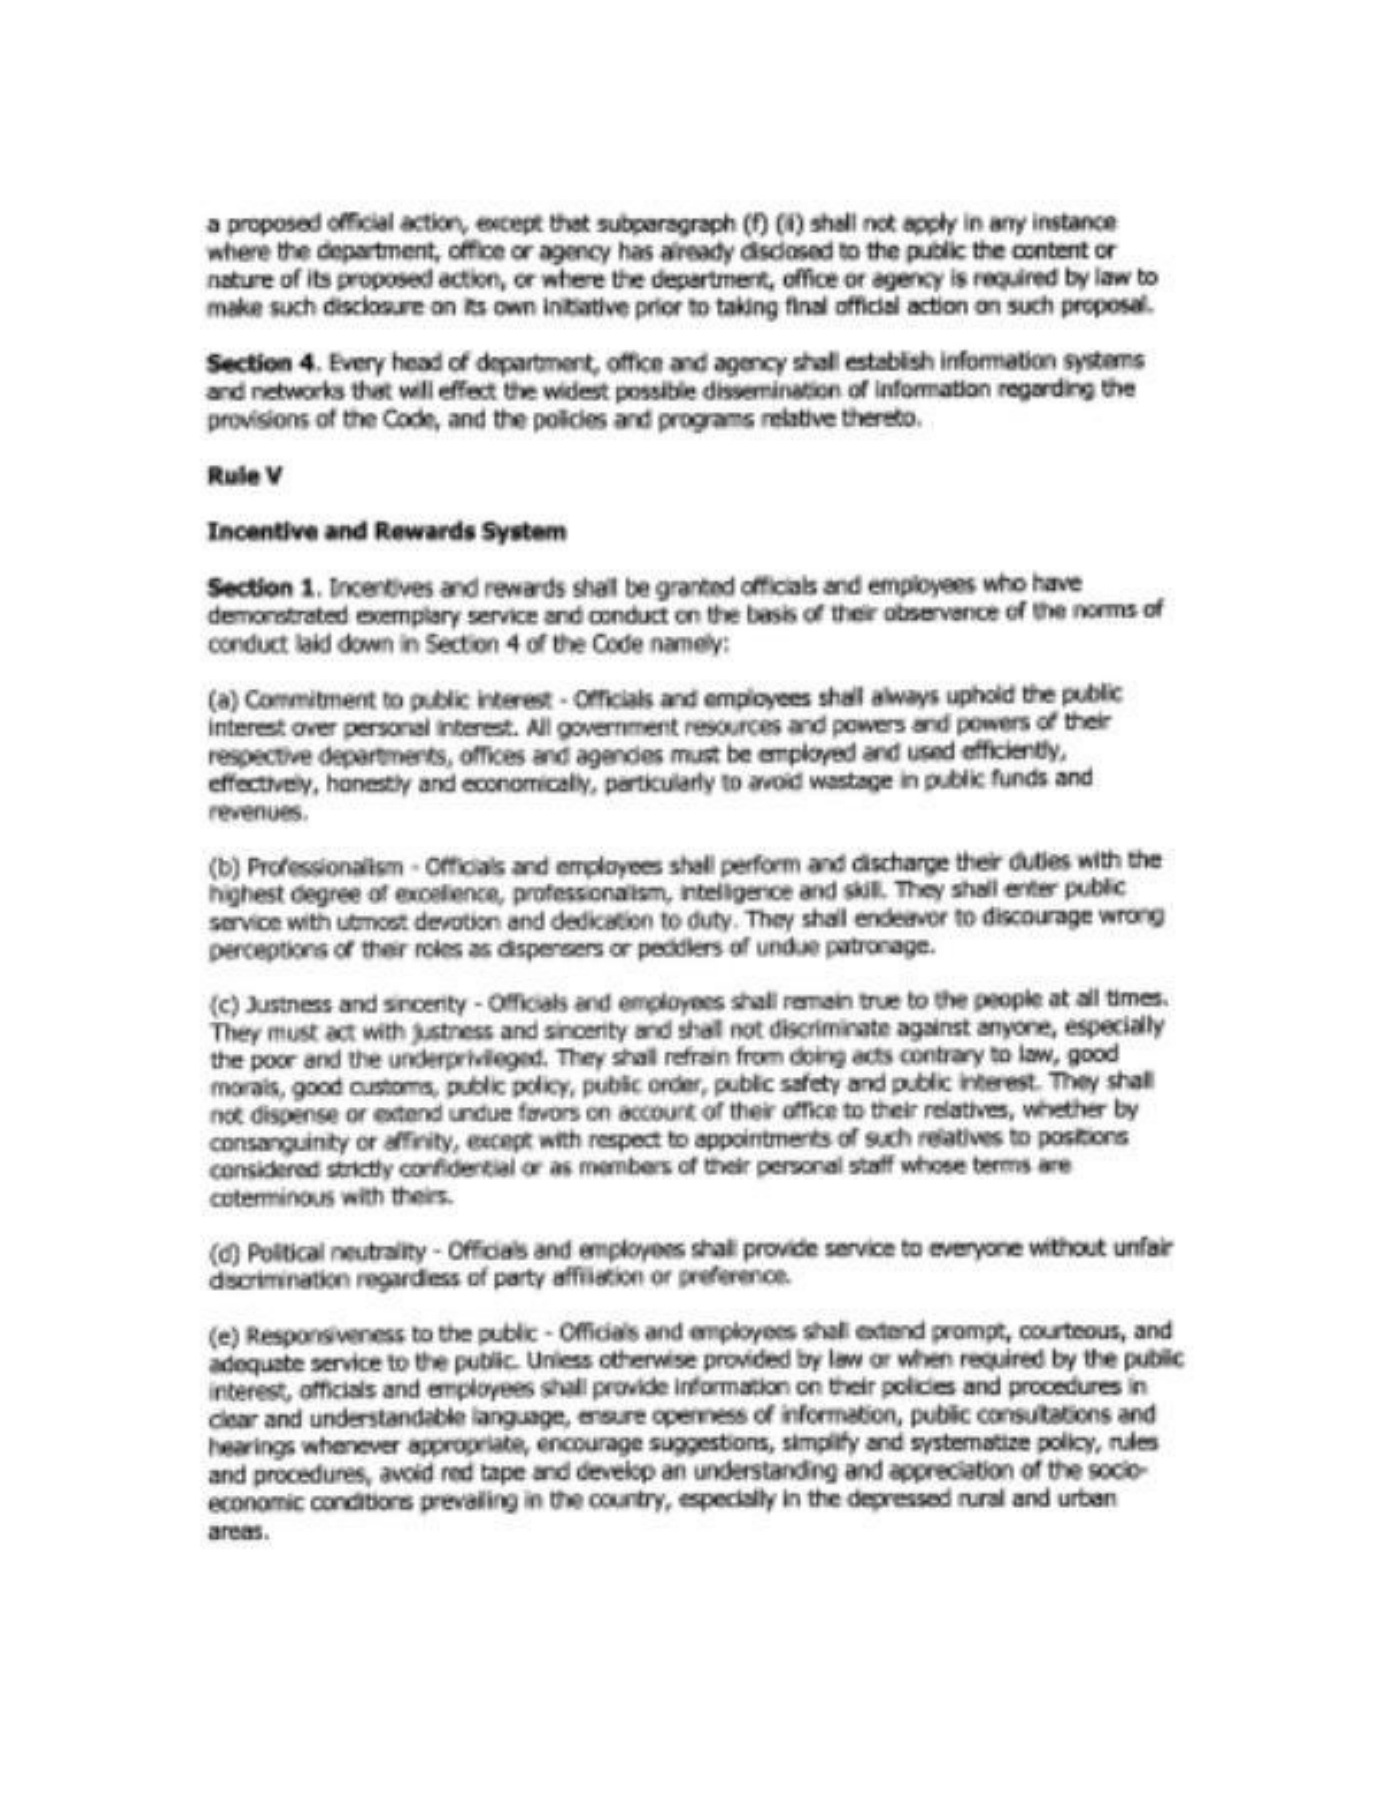 a proposed official action, except that subparagraph (f) (ii) shall not apply in any instance
where the department, office or agency has already disclosed to the public the content or
nature of its proposed action, or where the department, office or agency is required by law to
make such disclosure on its own initiative prior to taking final official action on such proposal.
Section 4. Every head of department, office and agency shall establish information systems
and networks that will effect the widest possible dissemination of information regarding the
provisions of the Code, and the policies and programs relative thereto.
Rule V
Incentive and Rewards System
Section 1. Incentives and rewards shall be granted officials and employees who have
demonstrated exemplary service and conduct on the basis of their observance of the norms of
conduct laid down in Section 4 of the Code namely:
(a) Commitment to public interest - Officials and employees shall always uphold the public
interest over personal interest. All government resources and powers and powers of their
respective departments, offices and agencies must be employed and used efficiently,
effectively, honestly and economically, particularly to avoid wastage in public funds and
revenues.
(b) Professionalism - Officials and employees shall perform and discharge their duties with the
highest degree of excellence, professionalism, intelligence and skill. They shall enter public
service with utmost devotion and dedication to duty. They shall endeavor to discourage wrong
perceptions of their roles as dispensers or peddlers of undue patronage.
(c) Justness and sincerity - Officials and employees shall remain true to the people at all times.
They must act with justness and sincerity and shall not discriminate against anyone, especially
the poor and the underprivileged. They shall refrain from doing acts contrary to law, good
morals, good customs, public policy, public order, public safety and public interest. They shall
not dispense or extend undue favors on account of their office to their relatives, whether by
consanguinity or affinity, except with respect to appointments of such relatives to positions
considered strictly confidential or as members of their personal staff whose terms are
coterminous with theirs.
(d) Political neutrality - Officials and employees shall provide service to everyone without unfair
discrimination regardless of party affiliation or preference.
(e) Responsiveness to the public - Officials and employees shall extend prompt, courteous, and
adequate service to the public. Unless otherwise provided by law or when required by the public
interest, officials and employees shall provide information on their policies and procedures in
clear and understandable language, ensure openness of information, public consultations and
hearings whenever appropriate, encourage suggestions, simplify and systematize policy, rules
and procedures, avoid red tape and develop an understanding and appreciation of the socio-
economic conditions prevailing in the country, especially in the depressed rural and urban
areas.